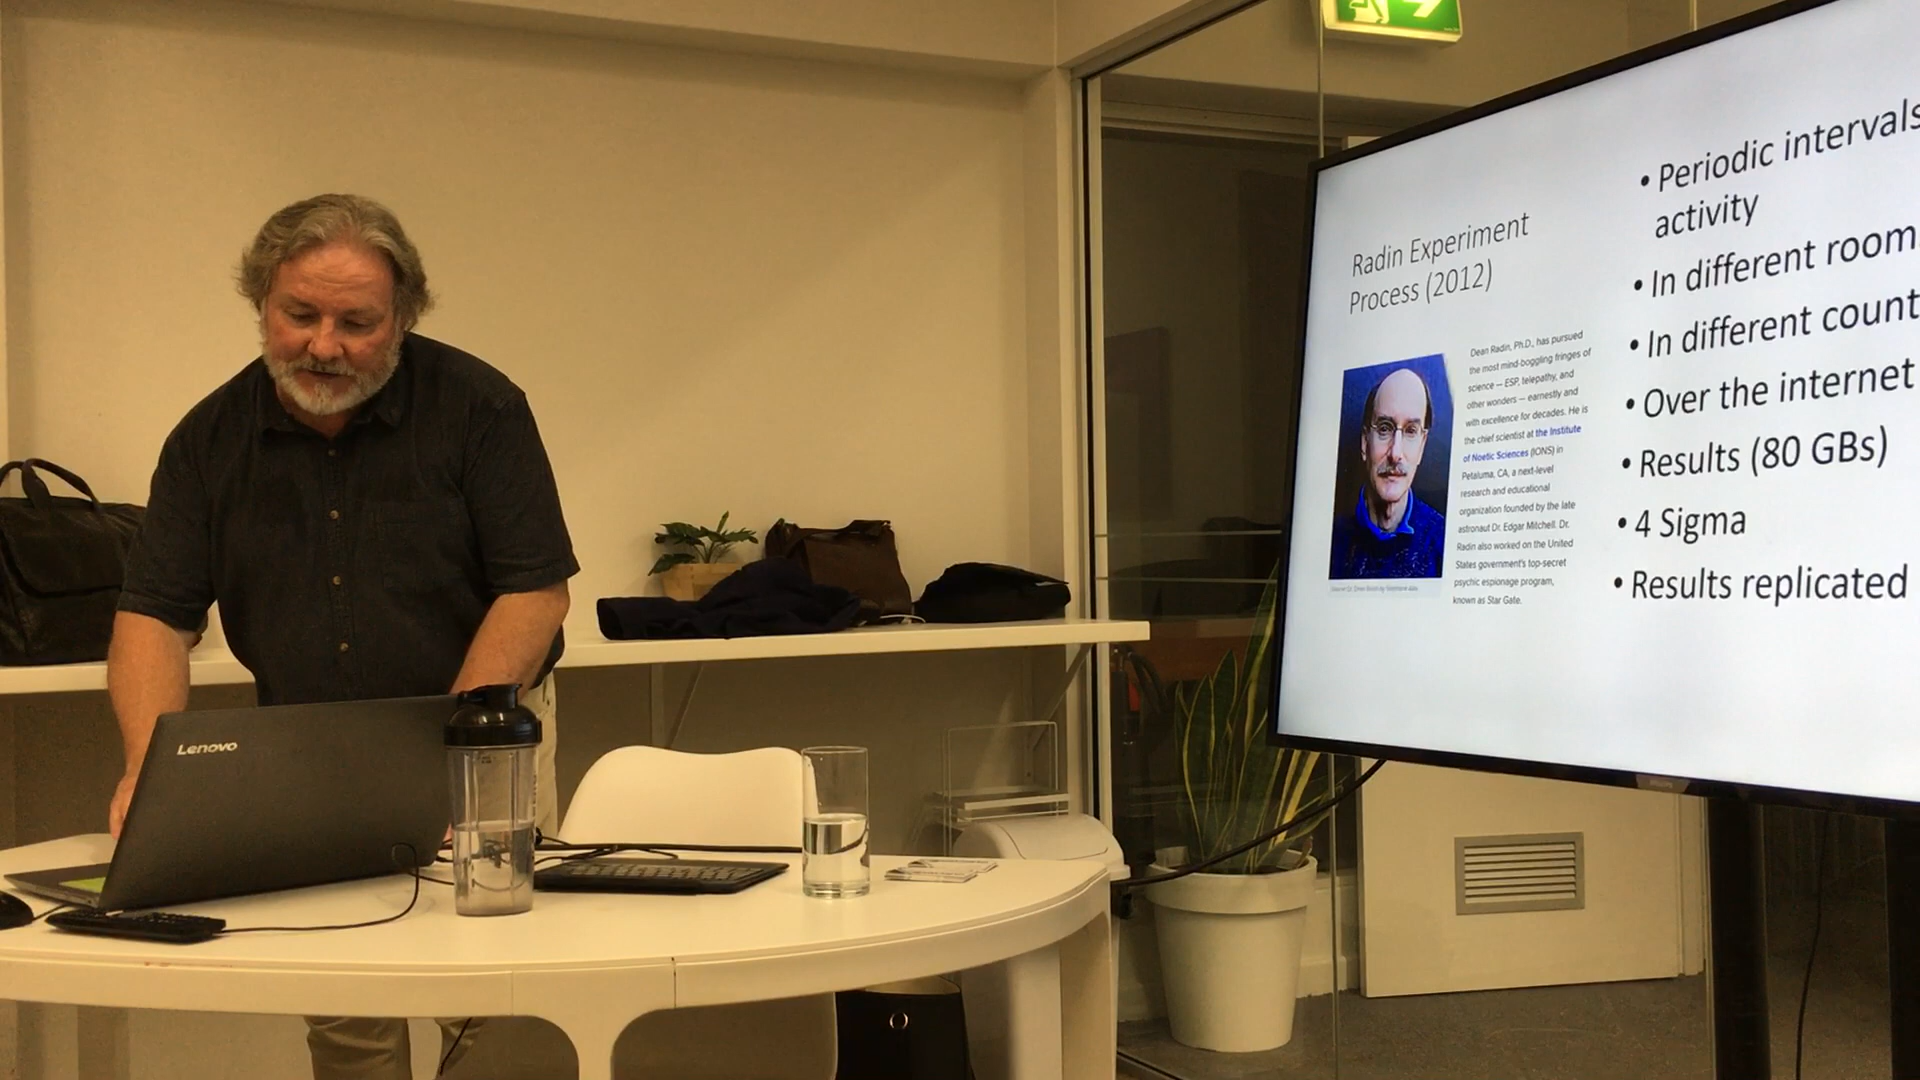 Radin Experiment
Process (2012)
Dean Radin, Ph.D., has pursued
the most mind-boggling fringes of
science — ESP, telepathy, and
other wonders — earnestly and
with excellence for decades. He is
the chief scientist at the Institute
of Noetic Sciences (IONS) in
Petaluma, CA, a next-level
research and educational
organization founded by the late
astronaut Dr. Edgar Mitchell. Dr.
Radin also worked on the United
States government's top-secret
psychic espionage program,
known as Star Gate.
• Periodic intervals
activity
• In different room
• In different count
• Over the internet
• Results (80 GBs)
• 4 Sigma
• Results replicated
Lenovo